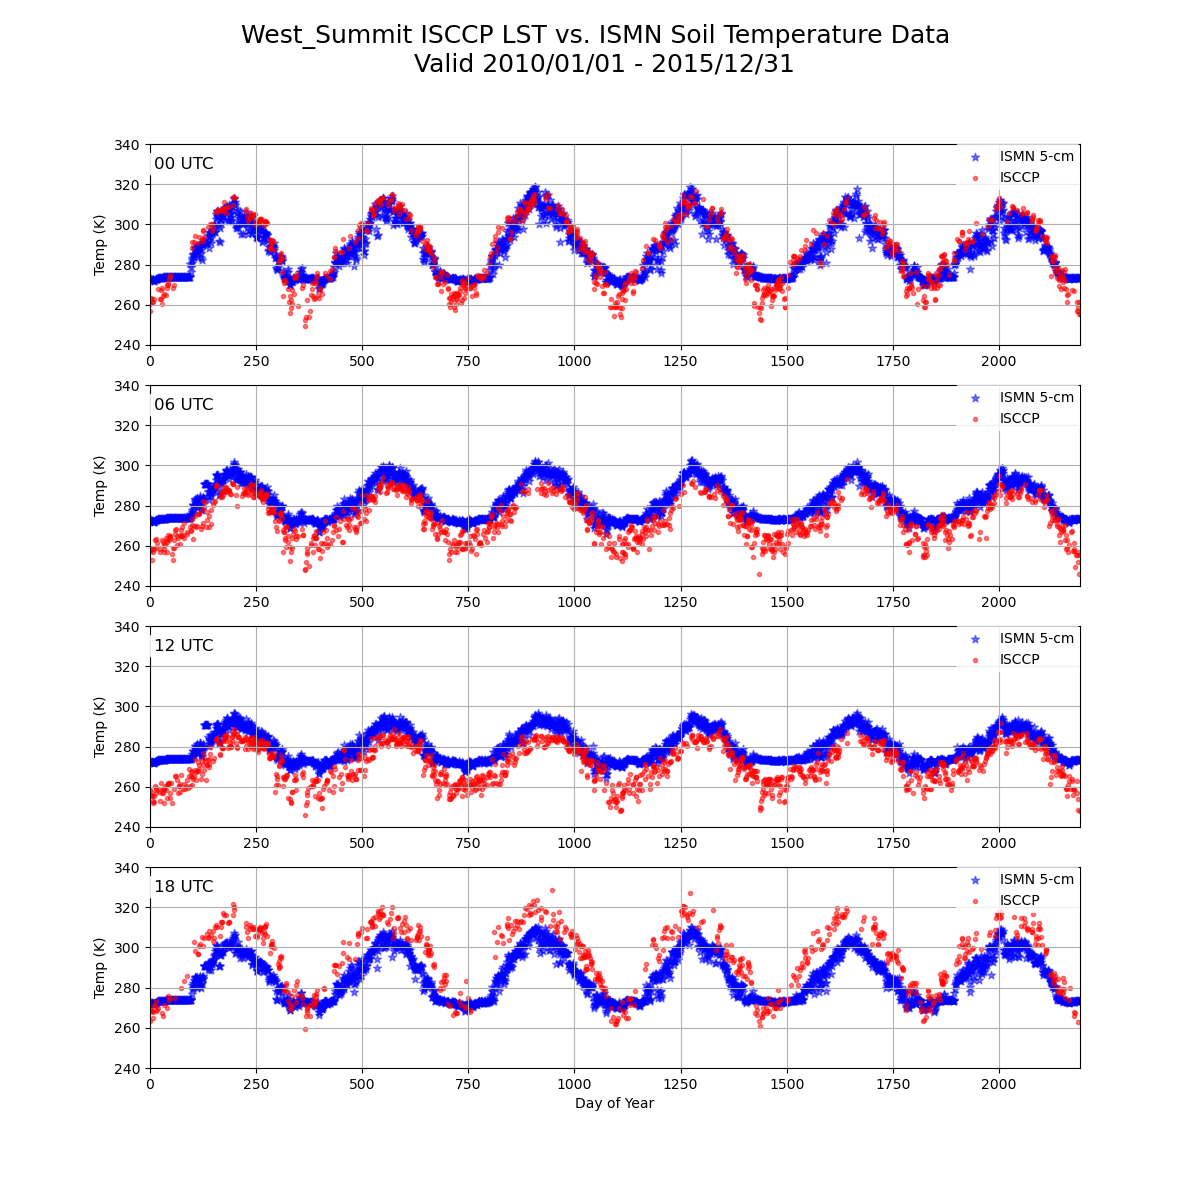 West_Summit ISCCP LST vs. ISMN Soil Temperature Data
Valid 2010/01/01 - 2015/12/31
340
320
300
280
260
240
Temp (K)
00 UTC
ISMN 5-cm
ISCCP
0 250 500 750 1000 1250 1500 1750 2000
340
320
300
280
260
240
Temp (K)
06 UTC
ISMN 5-cm
ISCCP
0 250 500 750 1000 1250 1500 1750 2000
340
320
300
280
260
240
Temp (K)
12 UTC
ISMN 5-cm
ISCCP
0 250 500 750 1000 1250 1500 1750 2000
340
320
300
280
260
240
Temp (K)
18 UTC
ISMN 5-cm
ISCCP
0 250 500 750 1000 1250 1500 1750 2000
Day of Year